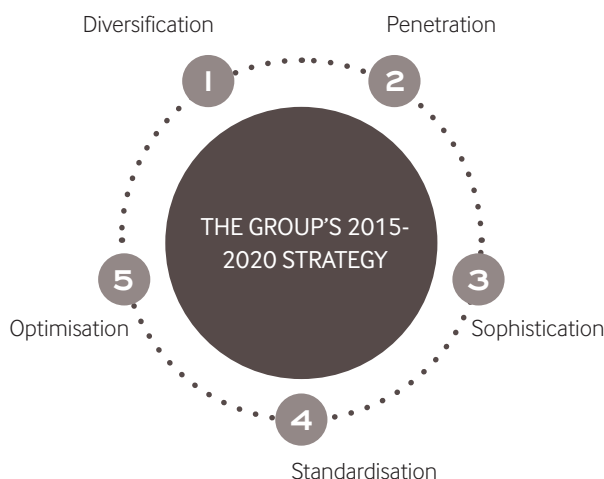 Diversification
Penetration
1
2
THE GROUP'S 2015-
2020 STRATEGY
5
3
Optimisation
Sophistication
4
Standardisation